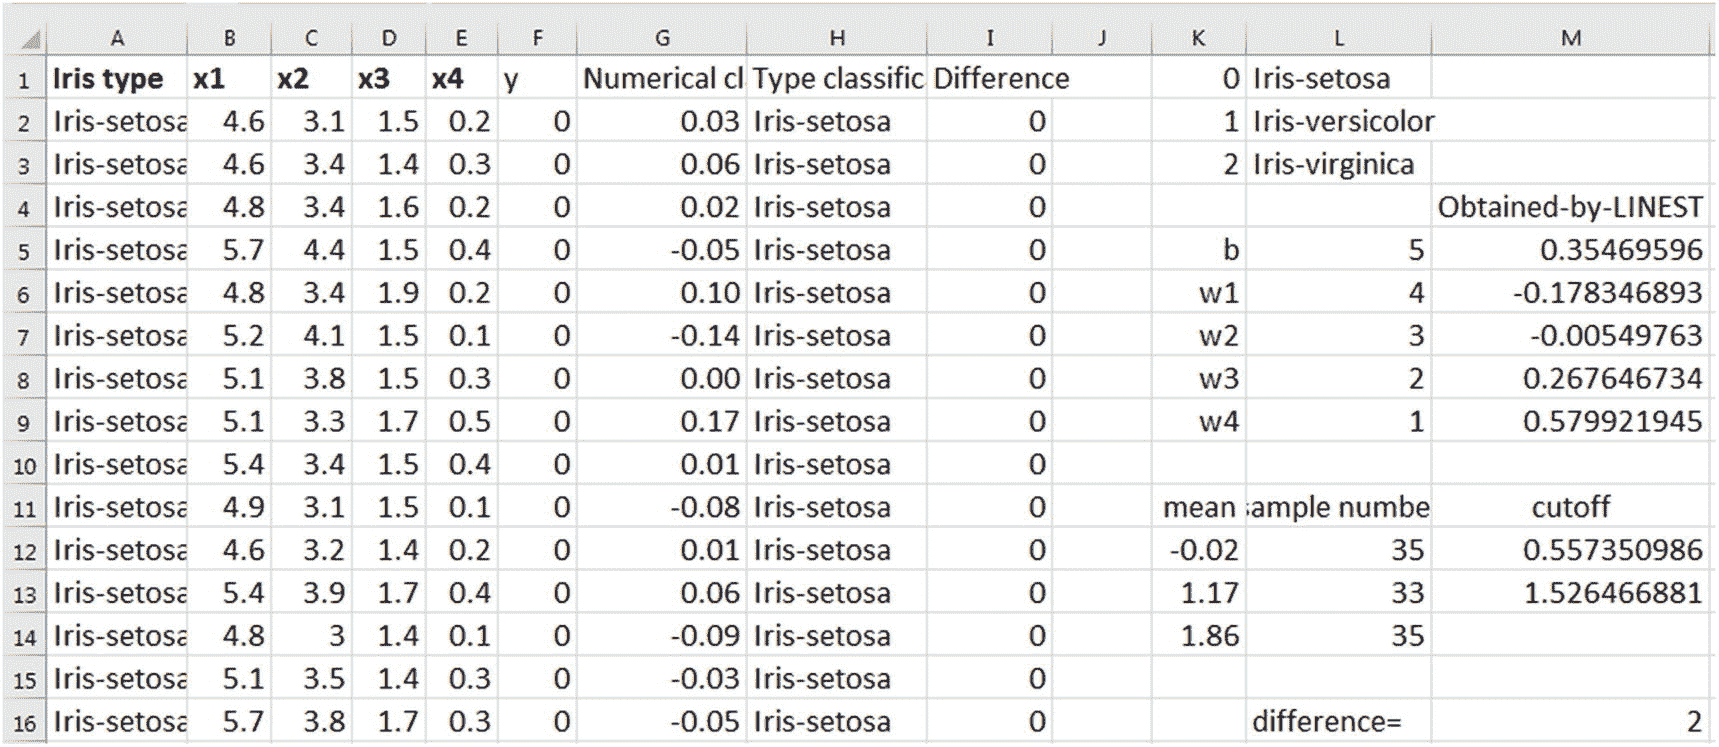 A B C D E F G H I J K L M
1 Iris type x1 x2 x3 x4 y Numerical cl Type classific Difference 0 Iris-setosa
2 Iris-setosa 4.6 3.1 1.5 0.2 0 0.03 Iris-setosa 0 1 Iris-versicolor
3 Iris-setosa 4.6 3.4 1.4 0.3 0 0.06 Iris-setosa 0 2 Iris-virginica
4 Iris-setosa 4.8 3.4 1.6 0.2 0 0.02 Iris-setosa 0 Obtained-by-LINEST
5 Iris-setosa 5.7 4.4 1.5 0.4 0 -0.05 Iris-setosa 0 b 5 0.35469596
6 Iris-setosa 4.8 3.4 1.9 0.2 0 0.10 Iris-setosa 0 w1 4 -0.178346893
7 Iris-setosa 5.2 4.1 1.5 0.1 0 -0.14 Iris-setosa 0 w2 3 -0.00549763
8 Iris-setosa 5.1 3.8 1.5 0.3 0 0.00 Iris-setosa 0 w3 2 0.267646734
9 Iris-setosa 5.1 3.3 1.7 0.5 0 0.17 Iris-setosa 0 w4 1 0.579921945
10 Iris-setosa 5.4 3.4 1.5 0.4 0 0.01 Iris-setosa 0
11 Iris-setosa 4.9 3.1 1.5 0.1 0 -0.08 Iris-setosa 0 mean ample numbe cutoff
12 Iris-setosa 4.6 3.2 1.4 0.2 0 0.01 Iris-setosa 0 -0.02 35 0.557350986
13 Iris-setosa 5.4 3.9 1.7 0.4 0 0.06 Iris-setosa 0 1.17 33 1.526466881
14 Iris-setosa 4.8 3 1.4 0.1 0 -0.09 Iris-setosa 0 1.86 35
15 Iris-setosa 5.1 3.5 1.4 0.3 0 -0.03 Iris-setosa 0
16 Iris-setosa 5.7 3.8 1.7 0.3 0 -0.05 Iris-setosa 0 difference= 2